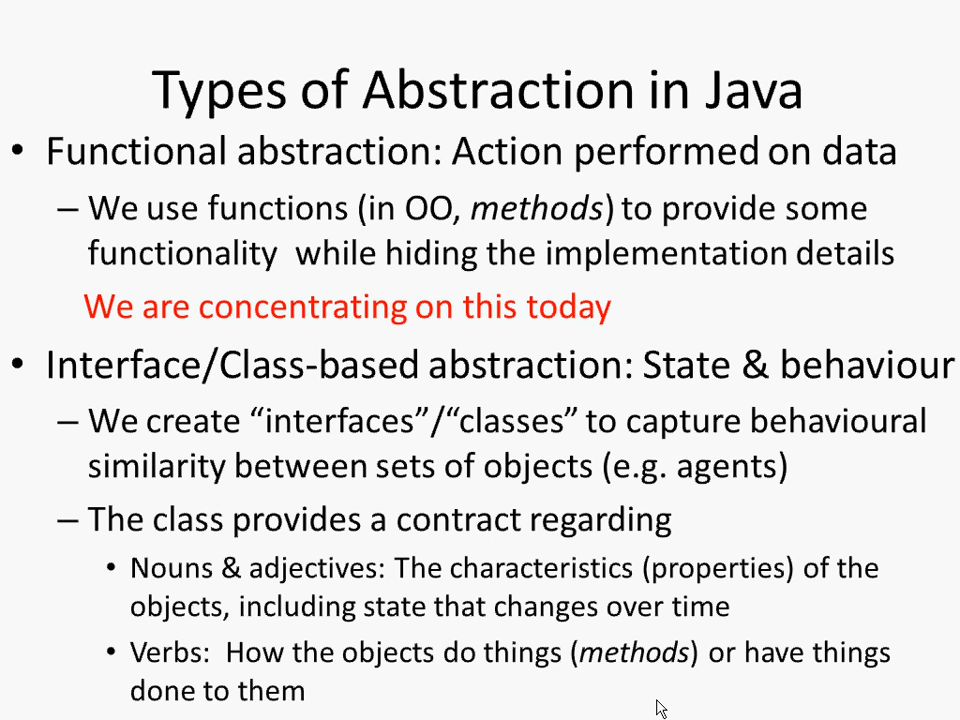 Types of Abstraction in Java
• Functional abstraction: Action performed on data
– We use functions (in OO, methods) to provide some
functionality  while hiding the implementation details
We are concentrating on this today
• Interface/Class-based abstraction: State & behaviour
– We create “interfaces”/“classes” to capture behavioural
similarity between sets of objects (e.g. agents)
– The class provides a contract regarding
• Nouns & adjectives: The characteristics (properties) of the
objects, including state that changes over time
• Verbs:  How the objects do things (methods) or have things
done to them